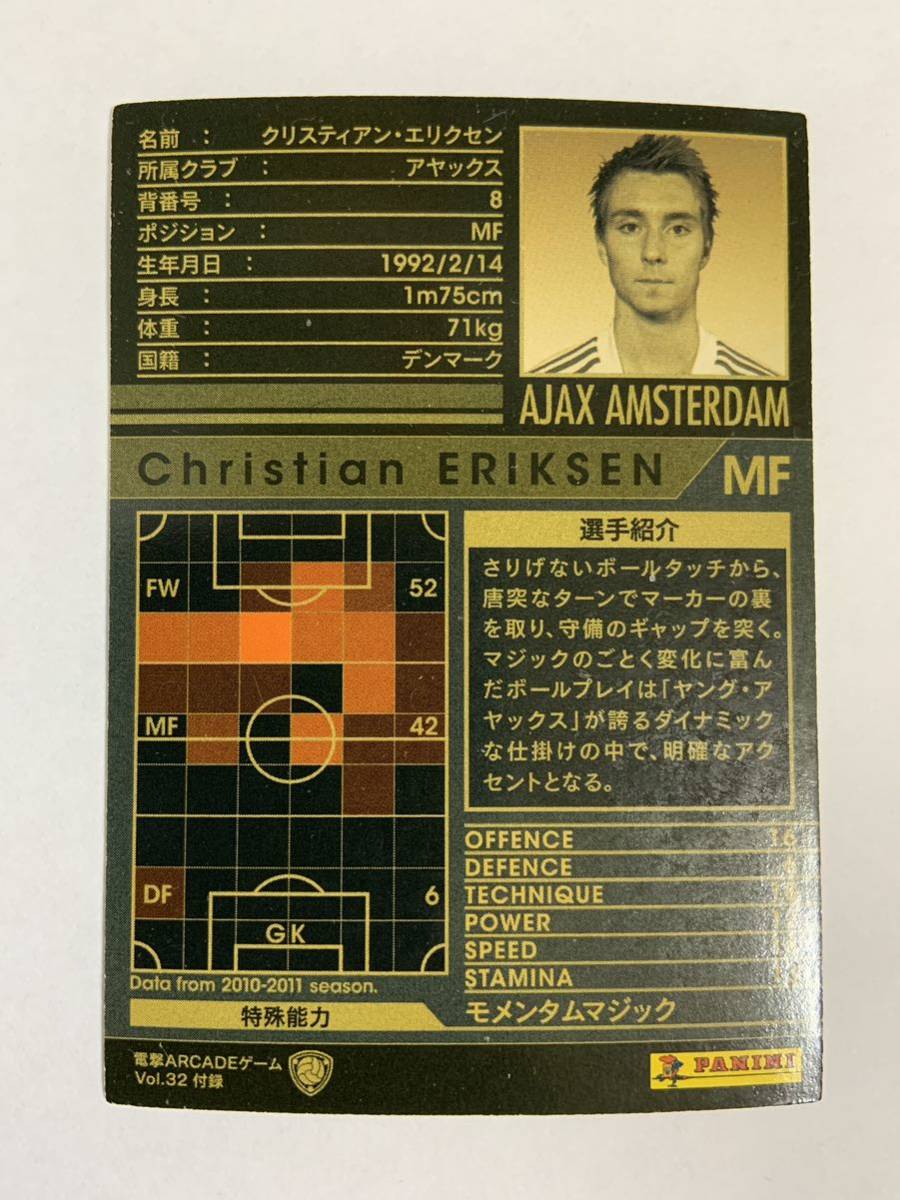 名前 : クリスティアン・エリクセン
所属クラブ : アヤックス
背番号 : 8
ポジション : MF
生年月日 : 1992/2/14
身長 : 1m75cm
体重 : 71kg
国籍 : デンマーク
AJAX AMSTERDAM
Christian ERIKSEN
MF
FW 52
MF 42
DF 6
GK
Data from 2010-2011 season.
選手紹介
さりげないボールタッチから、
唐突なターンでマーカーの裏
を取り、守備のギャップを突く。
マジックのごとく変化に富ん
だボールプレイは「ヤング・ア
ヤックス」が誇るダイナミック
な仕掛けの中で、明確なアク
セントとなる。
OFFENCE 16
DEFENCE
TECHNIQUE
POWER
SPEED
STAMINA
特殊能力
モメンタムマジック
電撃ARCADEゲーム
Vol.32 付録
PANINI